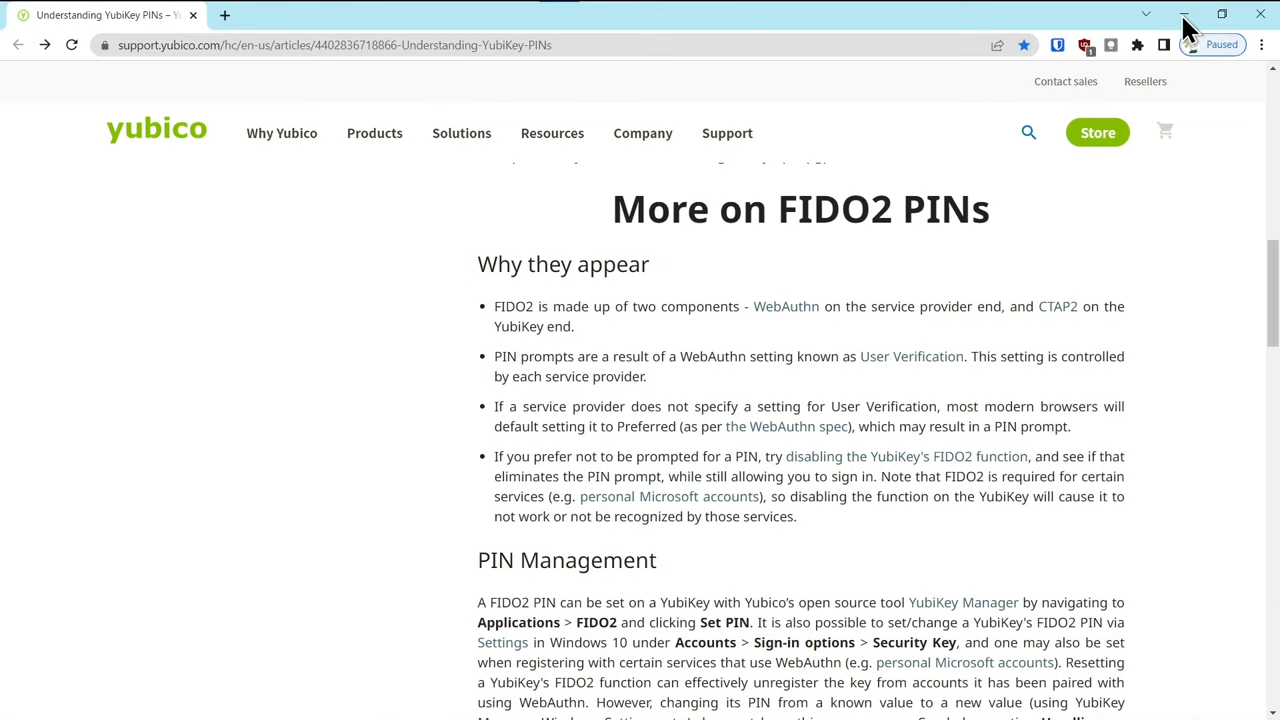 Understanding YubiKey PINs – Y
support.yubico.com/hc/en-us/articles/4402836718866-Understanding-YubiKey-PINs
1
Paused
Contact sales
Resellers
yubico
Why Yubico
Products
Solutions
Resources
Company
Support
Store
More on FIDO2 PINs
Why they appear
FIDO2 is made up of two components - WebAuthn on the service provider end, and CTAP2 on the
YubiKey end.
PIN prompts are a result of a WebAuthn setting known as User Verification. This setting is controlled
by each service provider.
If a service provider does not specify a setting for User Verification, most modern browsers will
default setting it to Preferred (as per the WebAuthn spec), which may result in a PIN prompt.
If you prefer not to be prompted for a PIN, try disabling the YubiKey's FIDO2 function, and see if that
eliminates the PIN prompt, while still allowing you to sign in. Note that FIDO2 is required for certain
services (e.g. personal Microsoft accounts), so disabling the function on the YubiKey will cause it to
not work or not be recognized by those services.
PIN Management
A FIDO2 PIN can be set on a YubiKey with Yubico’s open source tool YubiKey Manager by navigating to
Applications > FIDO2 and clicking Set PIN. It is also possible to set/change a YubiKey's FIDO2 PIN via
Settings in Windows 10 under Accounts > Sign-in options > Security Key, and one may also be set
when registering with certain services that use WebAuthn (e.g. personal Microsoft accounts). Resetting
a YubiKey's FIDO2 function can effectively unregister the key from accounts it has been paired with
using WebAuthn. However, changing its PIN from a known value to a new value (using YubiKey